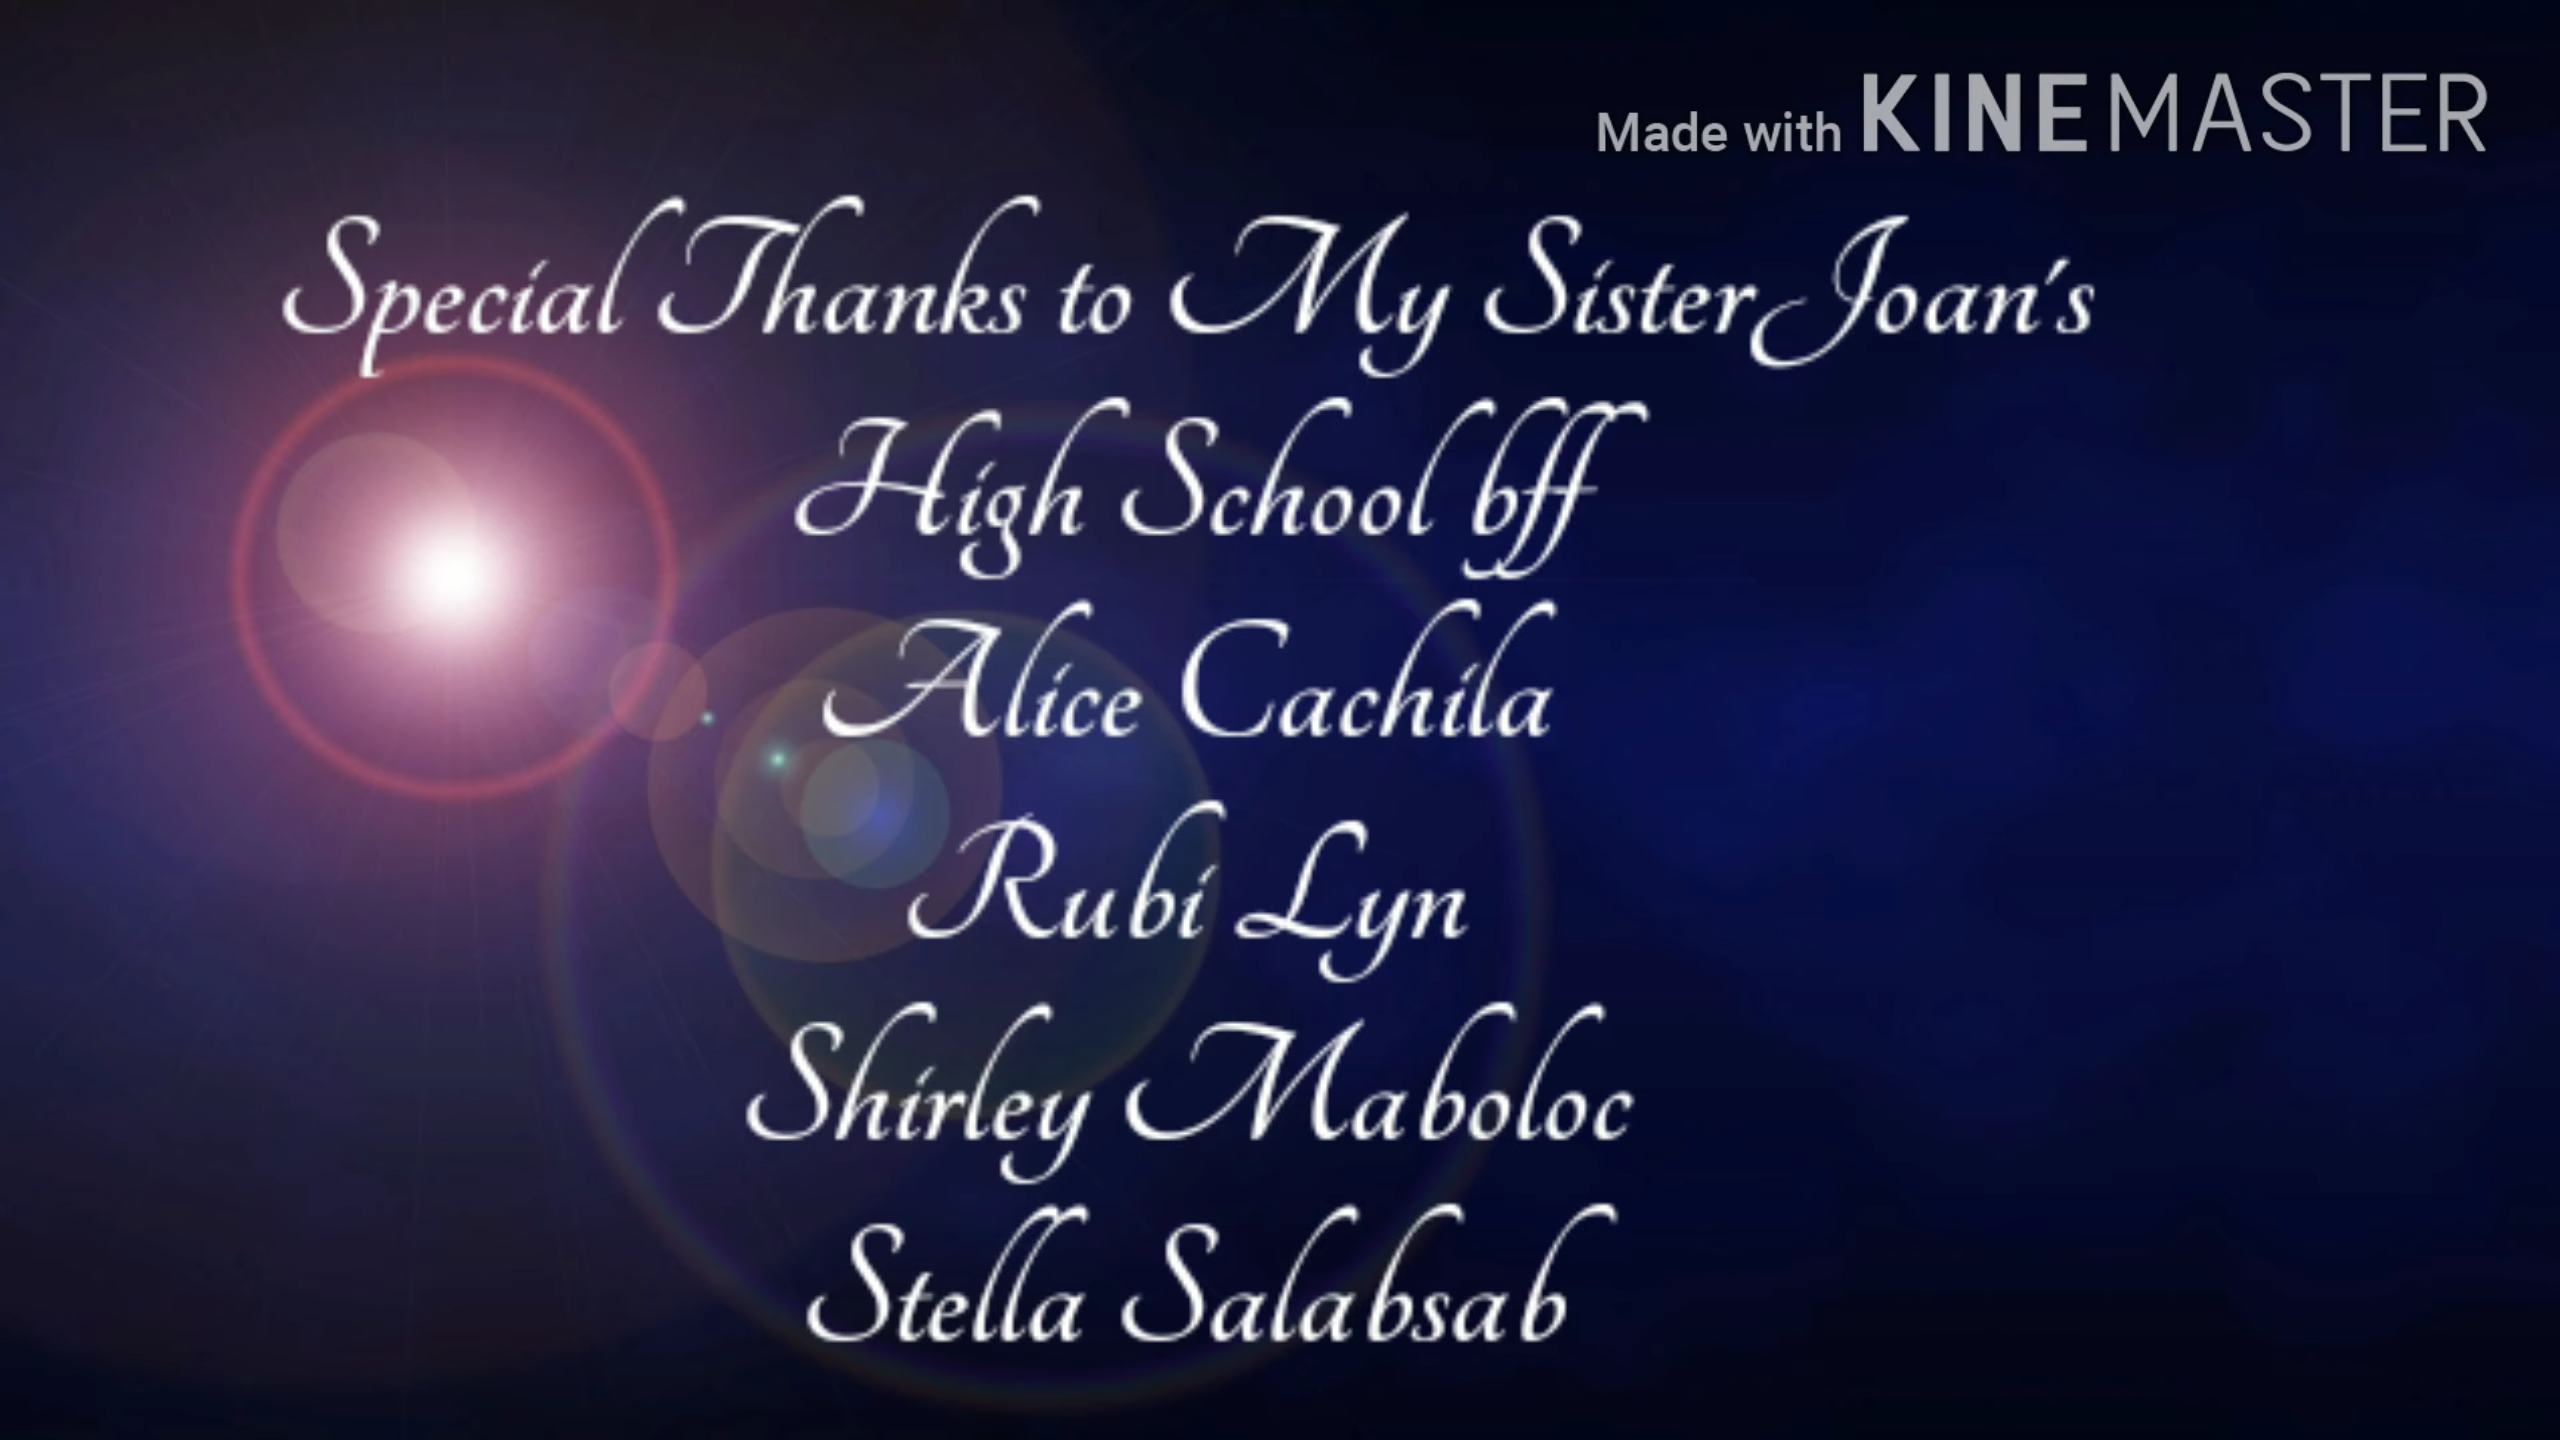 Made with KINEMASTER
Special Thanks to My Sister Joan's
High School bff
Alice Cachila
Rubi Lyn
Shirley Maboloc
Stella Salabsab